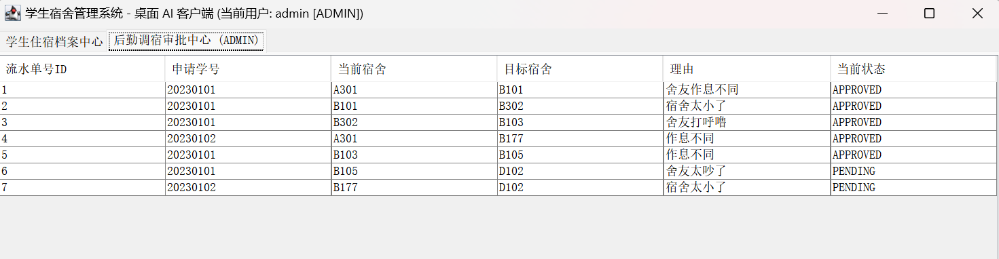 学生宿舍管理系统 - 桌面 AI 客户端 (当前用户: admin [ADMIN])
学生住宿档案中心 后勤调宿审批中心 (ADMIN)
流水单号ID 申请学号 当前宿舍 目标宿舍 理由 当前状态
1 20230101 A301 B101 舍友作息不同 APPROVED
2 20230101 B101 B302 宿舍太小了 APPROVED
3 20230101 B302 B103 舍友打呼噜 APPROVED
4 20230102 A301 B177 作息不同 APPROVED
5 20230101 B103 B105 作息不同 APPROVED
6 20230101 B105 D102 舍友太吵了 PENDING
7 20230102 B177 D102 宿舍太小了 PENDING